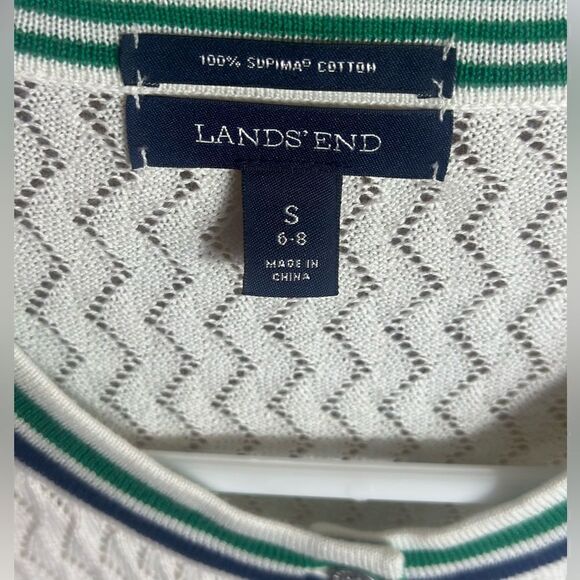 100% SUPIMA® COTTON
LANDS' END
S
6-8
MADE IN
CHINA